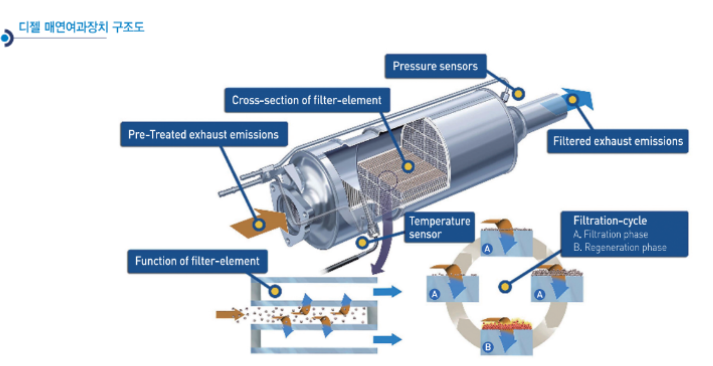 디젤 매연여과장치 구조도
Pressure sensors
Cross-section of filter-element
Pre-Treated exhaust emissions
Filtered exhaust emissions
Temperature
sensor
Filtration-cycle
A. Filtration phase
B. Regeneration phase
Function of filter-element
A
A
A
B